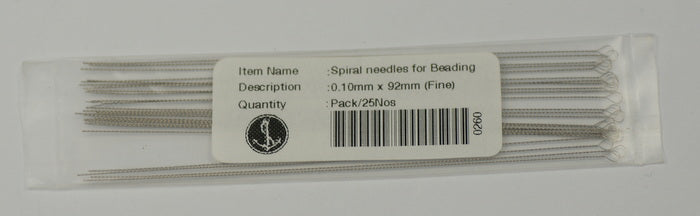 Item Name :Spiral needles for Beading
Description :0.10mm x 92mm (Fine)
Quantity :Pack/25Nos
0260